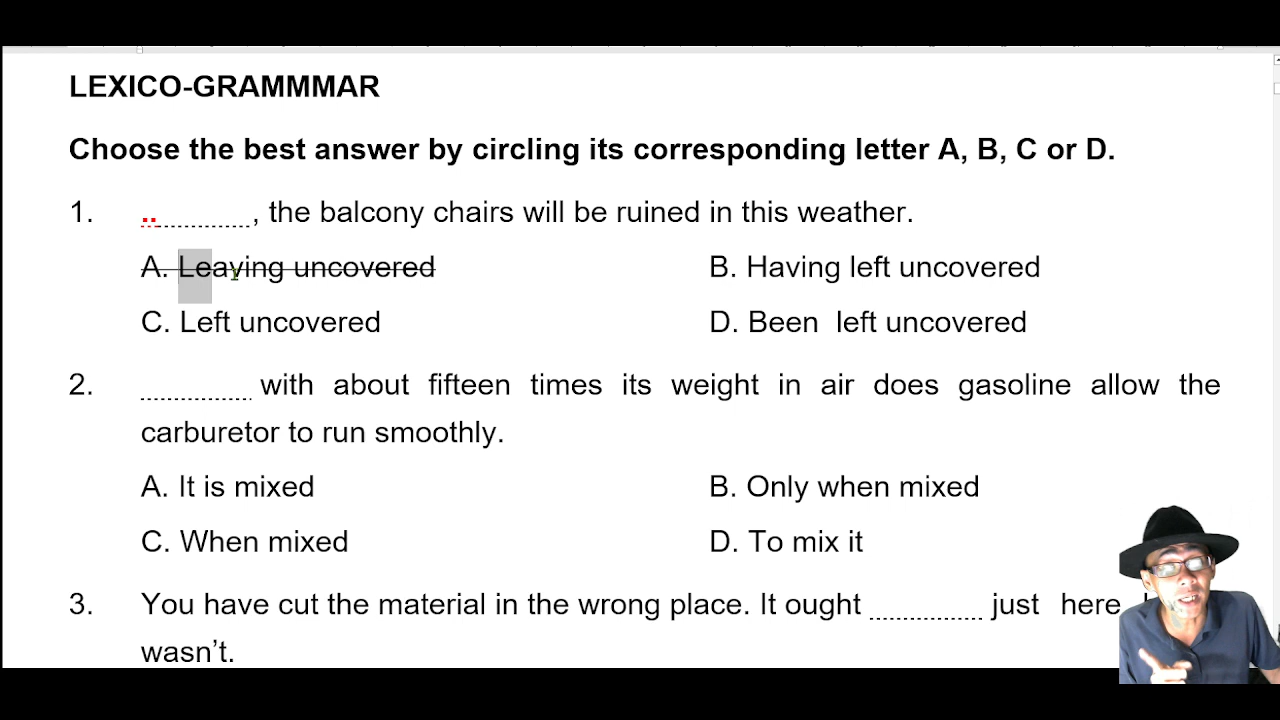 LEXICO-GRAMMMAR
Choose the best answer by circling its corresponding letter A, B, C or D.
1. .. .........., the balcony chairs will be ruined in this weather.
A. Leaving uncovered B. Having left uncovered
C. Left uncovered D. Been left uncovered
2. ............. with about fifteen times its weight in air does gasoline allow the
carburetor to run smoothly.
A. It is mixed B. Only when mixed
C. When mixed D. To mix it
3. You have cut the material in the wrong place. It ought ............. just here
wasn't.